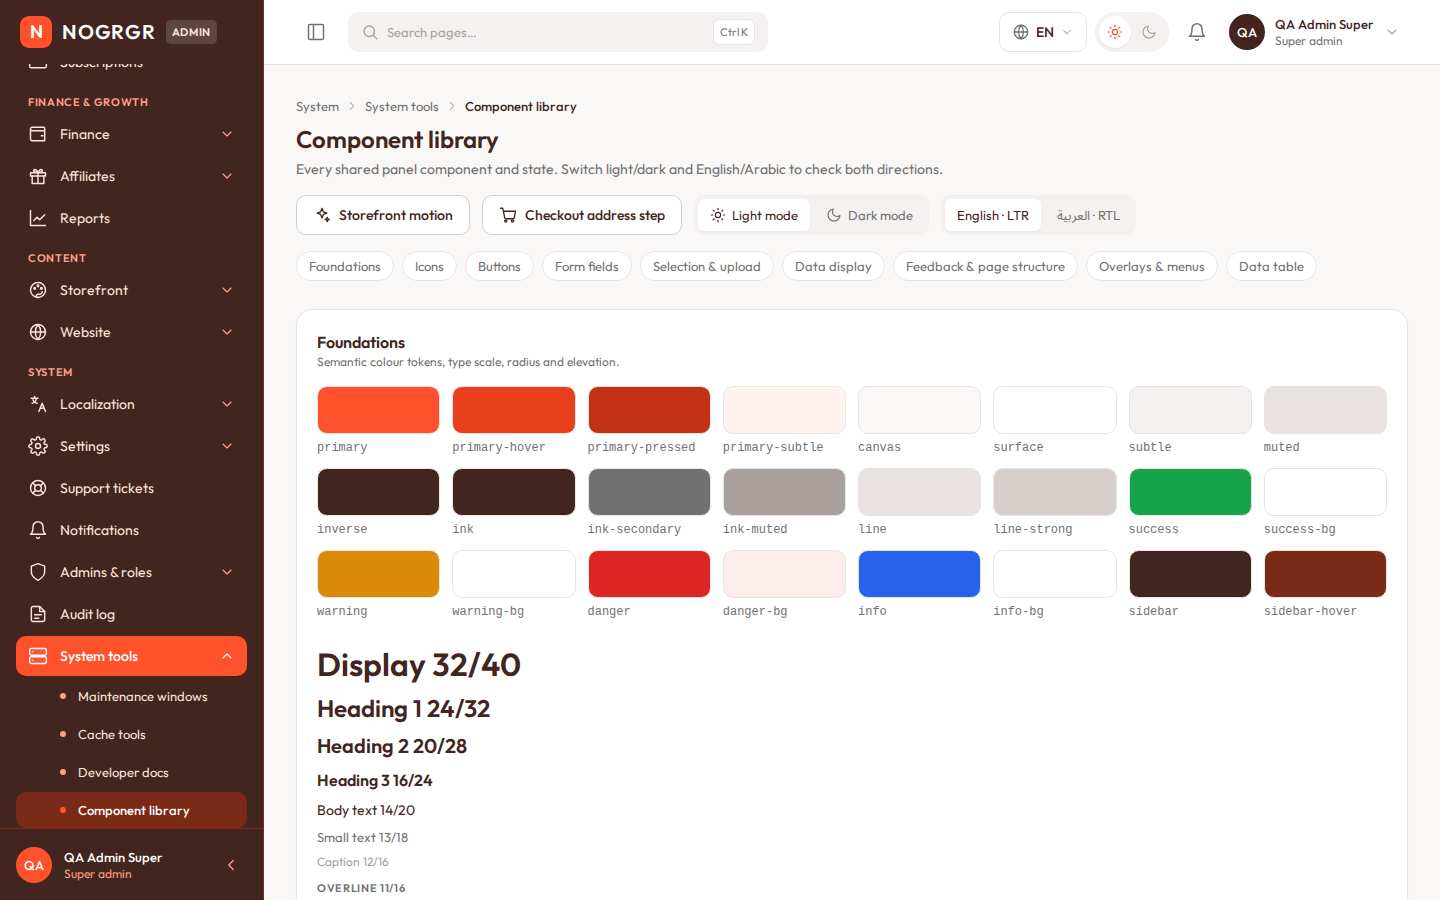 N NOGRGR ADMIN
Subscriptions
FINANCE & GROWTH
Finance
Affiliates
Reports
CONTENT
Storefront
Website
SYSTEM
Localization
Settings
Support tickets
Notifications
Admins & roles
Audit log
System tools
Maintenance windows
Cache tools
Developer docs
Component library
QA QA Admin Super
Super admin
Search pages... Ctrl K
EN
QA QA Admin Super
Super admin
System System tools Component library
Component library
Every shared panel component and state. Switch light/dark and English/Arabic to check both directions.
Storefront motion Checkout address step Light mode Dark mode English · LTR العربية · RTL
Foundations Icons Buttons Form fields Selection & upload Data display Feedback & page structure Overlays & menus Data table
Foundations
Semantic colour tokens, type scale, radius and elevation.
primary primary-hover primary-pressed primary-subtle canvas surface subtle muted
inverse ink ink-secondary ink-muted line line-strong success success-bg
warning warning-bg danger danger-bg info info-bg sidebar sidebar-hover
Display 32/40
Heading 1 24/32
Heading 2 20/28
Heading 3 16/24
Body text 14/20
Small text 13/18
Caption 12/16
OVERLINE 11/16